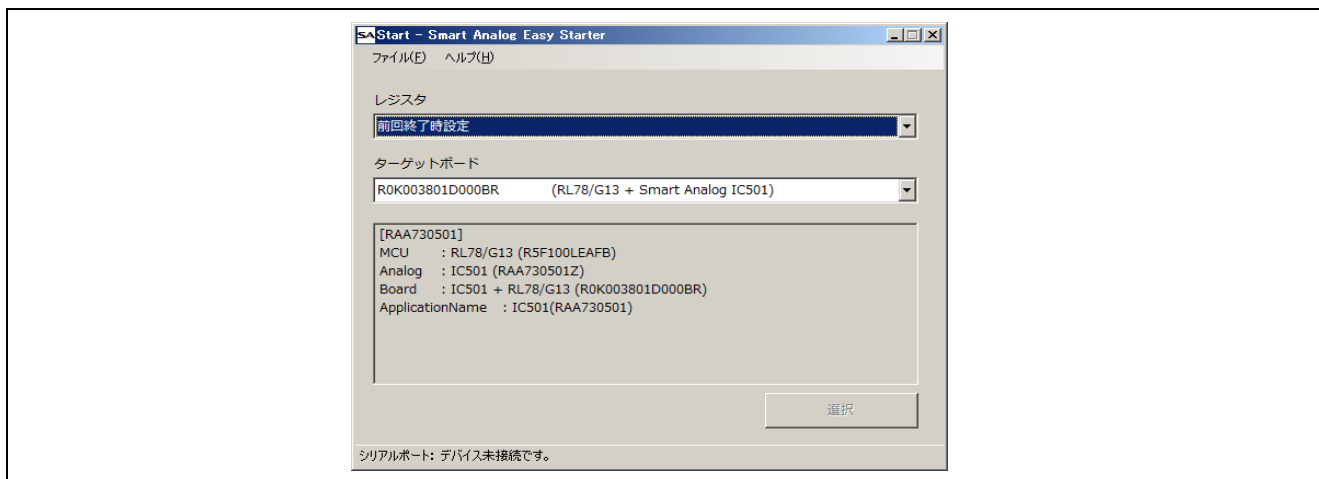 SA Start - Smart Analog Easy Starter
ファイル(F) ヘルプ(H)
レジスタ
前回終了時設定
ターゲットボード
R0K003801D000BR (RL78/G13 + Smart Analog IC501)
[RAA730501]
MCU : RL78/G13 (R5F100LEAFB)
Analog : IC501 (RAA730501Z)
Board : IC501 + RL78/G13 (R0K003801D000BR)
ApplicationName : IC501(RAA730501)
選択
シリアルポート: デバイス未接続です。